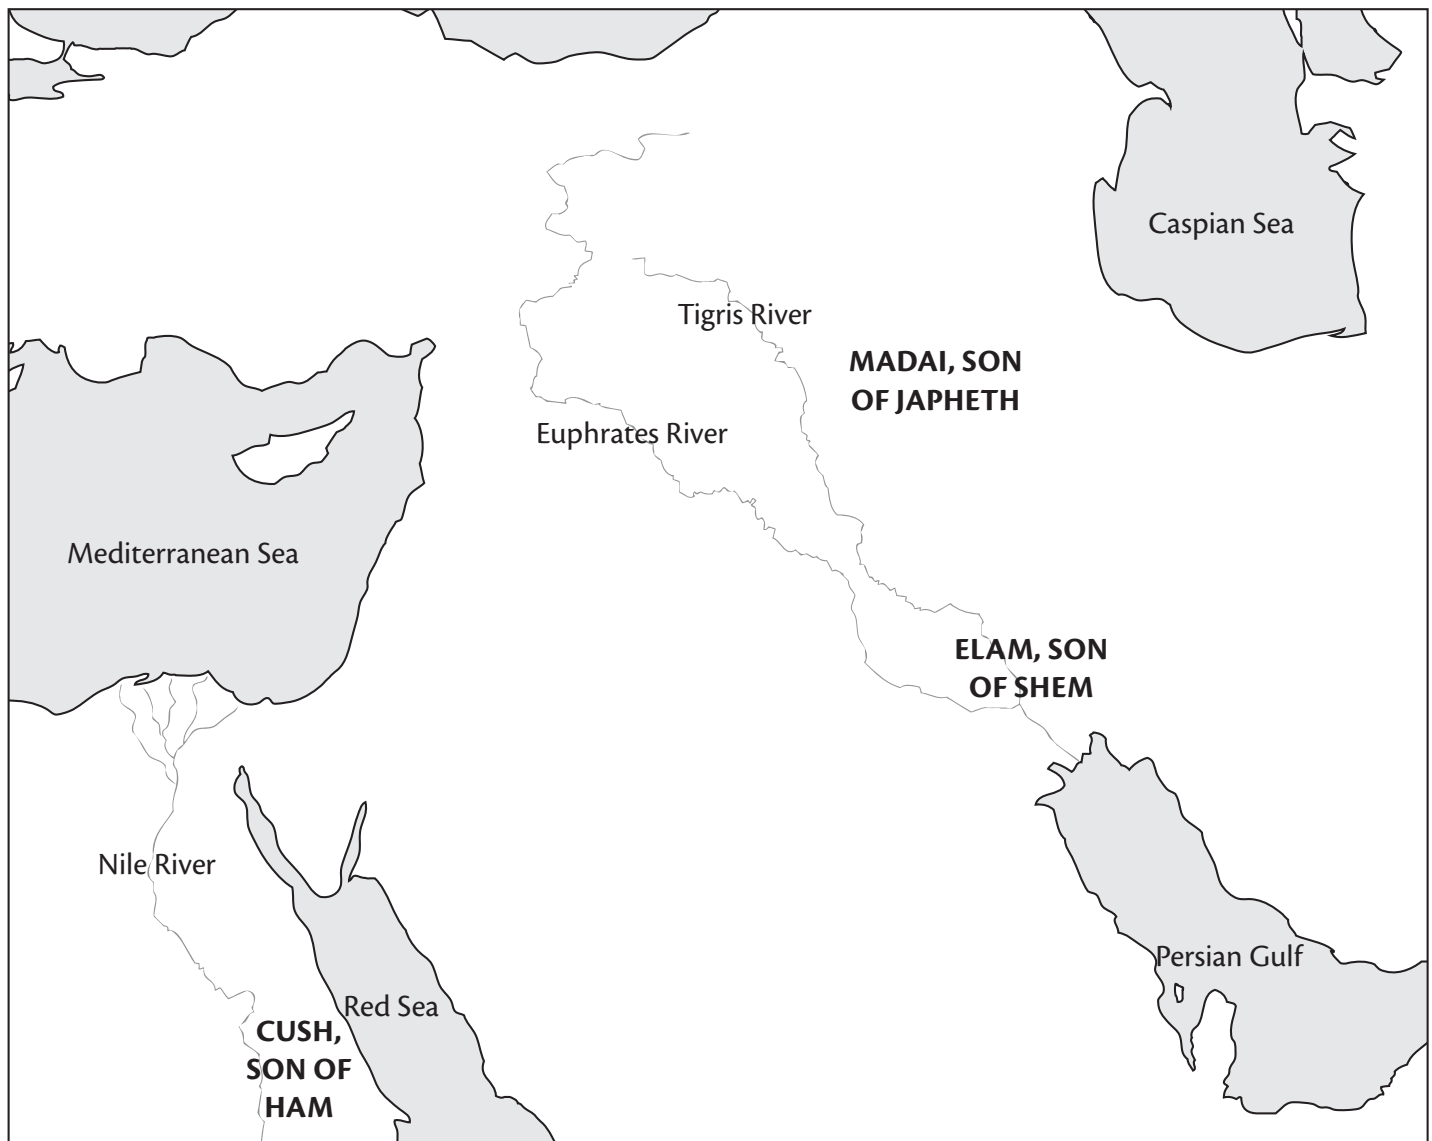 Caspian Sea
Tigris River
MADAI, SON
OF JAPHETH
Euphrates River
Mediterranean Sea
ELAM, SON
OF SHEM
Nile River
Persian Gulf
Red Sea
CUSH,
SON OF
HAM